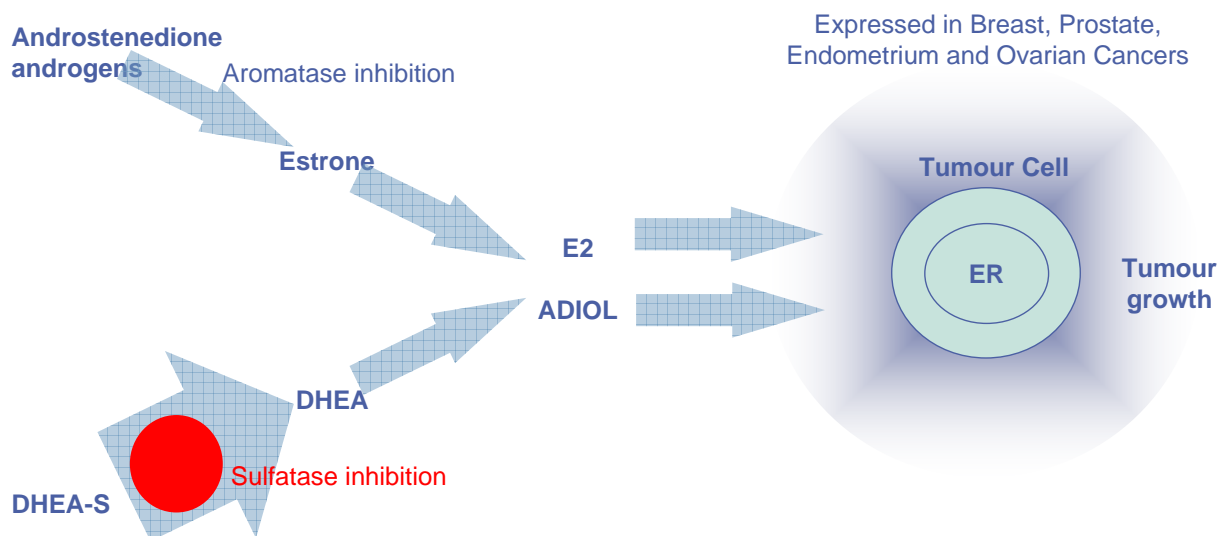 Androstenedione
androgens
Aromatase inhibition
Estrone
Expressed in Breast, Prostate,
Endometrium and Ovarian Cancers
Tumour Cell
E2
ADIOL
ER
Tumour
growth
DHEA
Sulfatase inhibition
DHEA-S